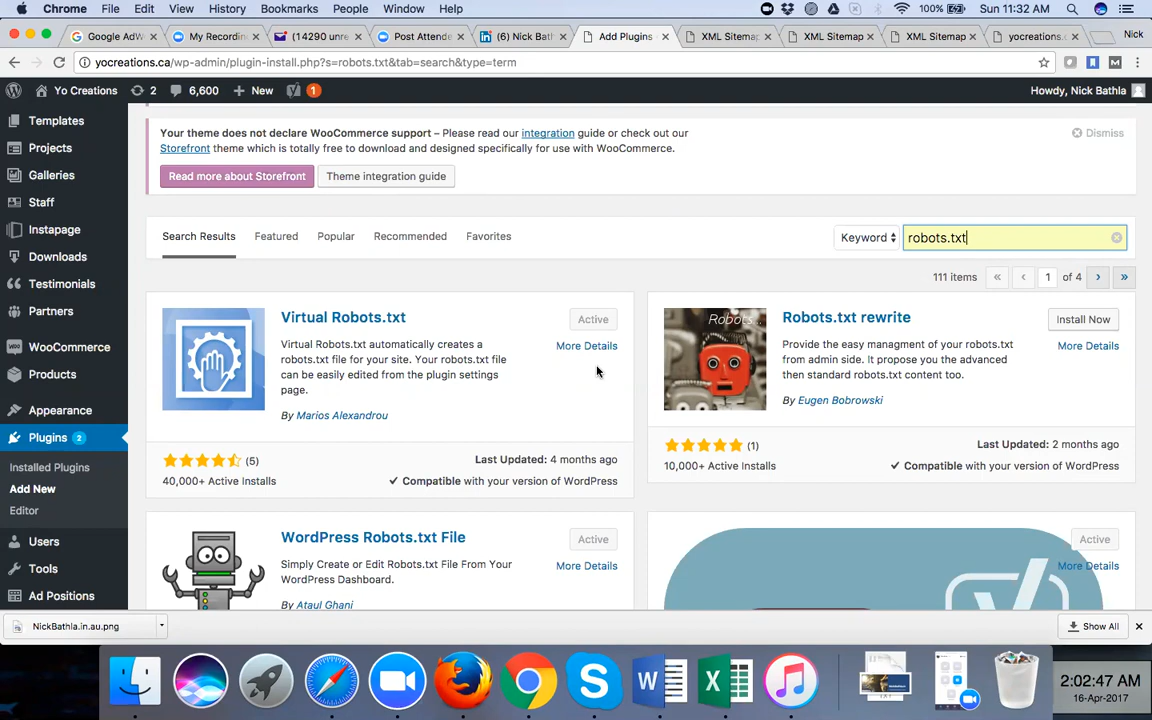 Chrome File Edit View History Bookmarks People Window Help 100% Sun 11:32 AM
Google AdW × My Recordin × (14290 unre × Post Attende × (6) Nick Bath × Add Plugins × XML Sitemap × XML Sitemap × XML Sitemap × yocreations.c × Nick
yocreations.ca/wp-admin/plugin-install.php?s=robots.txt&tab=search&type=term
Yo Creations 2 6,600 + New 1 Howdy, Nick Bathla
Templates
Projects
Galleries
Staff
Instapage
Downloads
Testimonials
Partners
WooCommerce
Products
Appearance
Plugins 2
Installed Plugins
Add New
Editor
Users
Tools
Ad Positions
Your theme does not declare WooCommerce support – Please read our integration guide or check out our
Storefront theme which is totally free to download and designed specifically for use with WooCommerce.
Dismiss
Read more about Storefront Theme integration guide
Search Results Featured Popular Recommended Favorites Keyword robots.txt
111 items « ‹ 1 of 4 › »
Virtual Robots.txt
Active
More Details
Virtual Robots.txt automatically creates a
robots.txt file for your site. Your robots.txt file
can be easily edited from the plugin settings
page.
By Marios Alexandrou
(5)
40,000+ Active Installs
Last Updated: 4 months ago
Compatible with your version of WordPress
Robots...
Robots.txt rewrite
Install Now
More Details
Provide the easy managment of your robots.txt
from admin side. It propose you the advanced
then standard robots.txt content too.
By Eugen Bobrowski
(1)
10,000+ Active Installs
Last Updated: 2 months ago
Compatible with your version of WordPress
WordPress Robots.txt File
Active
More Details
Simply Create or Edit Robots.txt File From Your
WordPress Dashboard.
By Ataul Ghani
Active
More Details
NickBathla.in.au.png
Show All
2:02:47 AM
16-Apr-2017